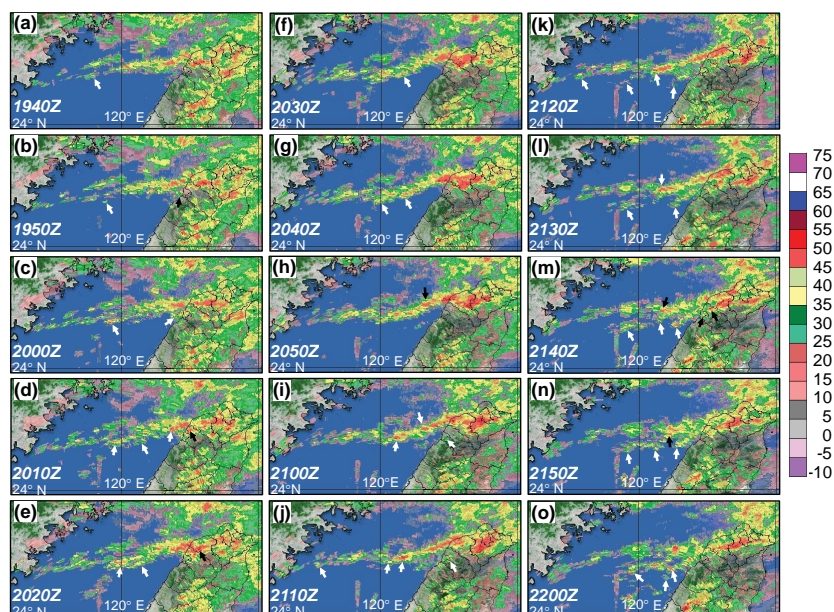 (a)
1940Z
24° N
120° E
(b)
1950Z
24° N
120° E
(c)
2000Z
24° N
120° E
(d)
2010Z
24° N
120° E
(e)
2020Z
24° N
120° E
(f)
2030Z
24° N
120° E
(g)
2040Z
24° N
120° E
(h)
2050Z
24° N
120° E
(i)
2100Z
24° N
120° E
(j)
2110Z
24° N
120° E
(k)
2120Z
24° N
120° E
(l)
2130Z
24° N
120° E
(m)
2140Z
24° N
120° E
(n)
2150Z
24° N
120° E
(o)
2200Z
24° N
120° E
75
70
65
60
55
50
45
40
35
30
25
20
15
10
5
0
-5
-10